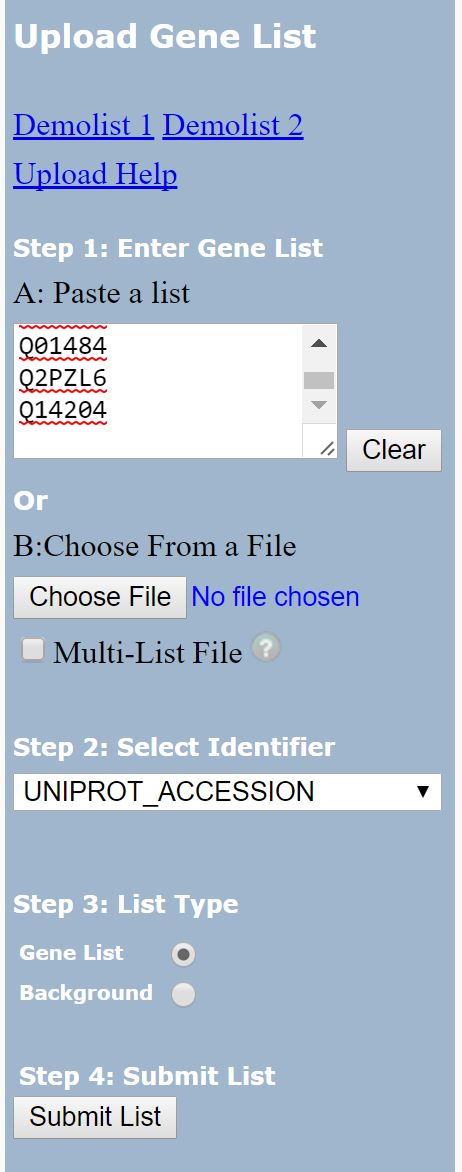 Upload Gene List
Demolist 1 Demolist 2
Upload Help
Step 1: Enter Gene List
A: Paste a list
Q01484
Q2PZL6
Q14204
Clear
Or
B:Choose From a File
Choose File No file chosen
Multi-List File ?
Step 2: Select Identifier
UNIPROT_ACCESSION
Step 3: List Type
Gene List
Background
Step 4: Submit List
Submit List